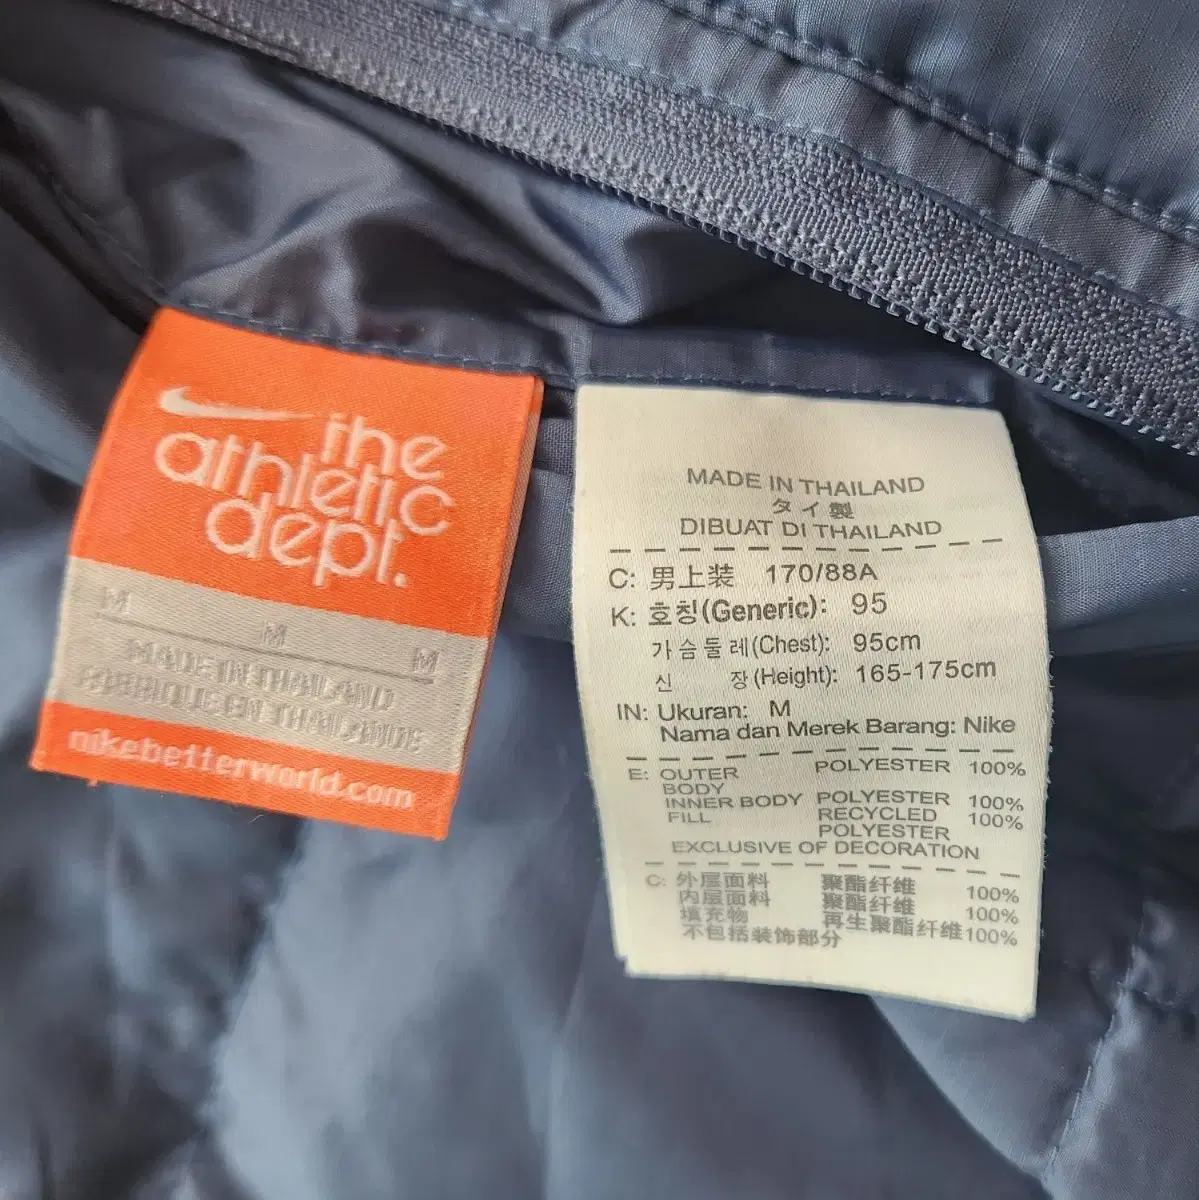 the
athletic
dept.
M
M
M
MADE IN THAILAND
FABRIQUÉ EN THAILANDE
nikebetterworld.com
MADE IN THAILAND
タイ製
DIBUAT DI THAILAND
C: 男上装 170/88A
K: 호칭(Generic): 95
가슴둘레(Chest): 95cm
신 장(Height): 165-175cm
IN: Ukuran: M
Nama dan Merek Barang: Nike
E: OUTER POLYESTER 100%
BODY
INNER BODY POLYESTER 100%
FILL RECYCLED 100%
POLYESTER
EXCLUSIVE OF DECORATION
C: 外层面料 聚酯纤维 100%
内层面料 聚酯纤维 100%
填充物 再生聚酯纤维 100%
不包括装饰部分